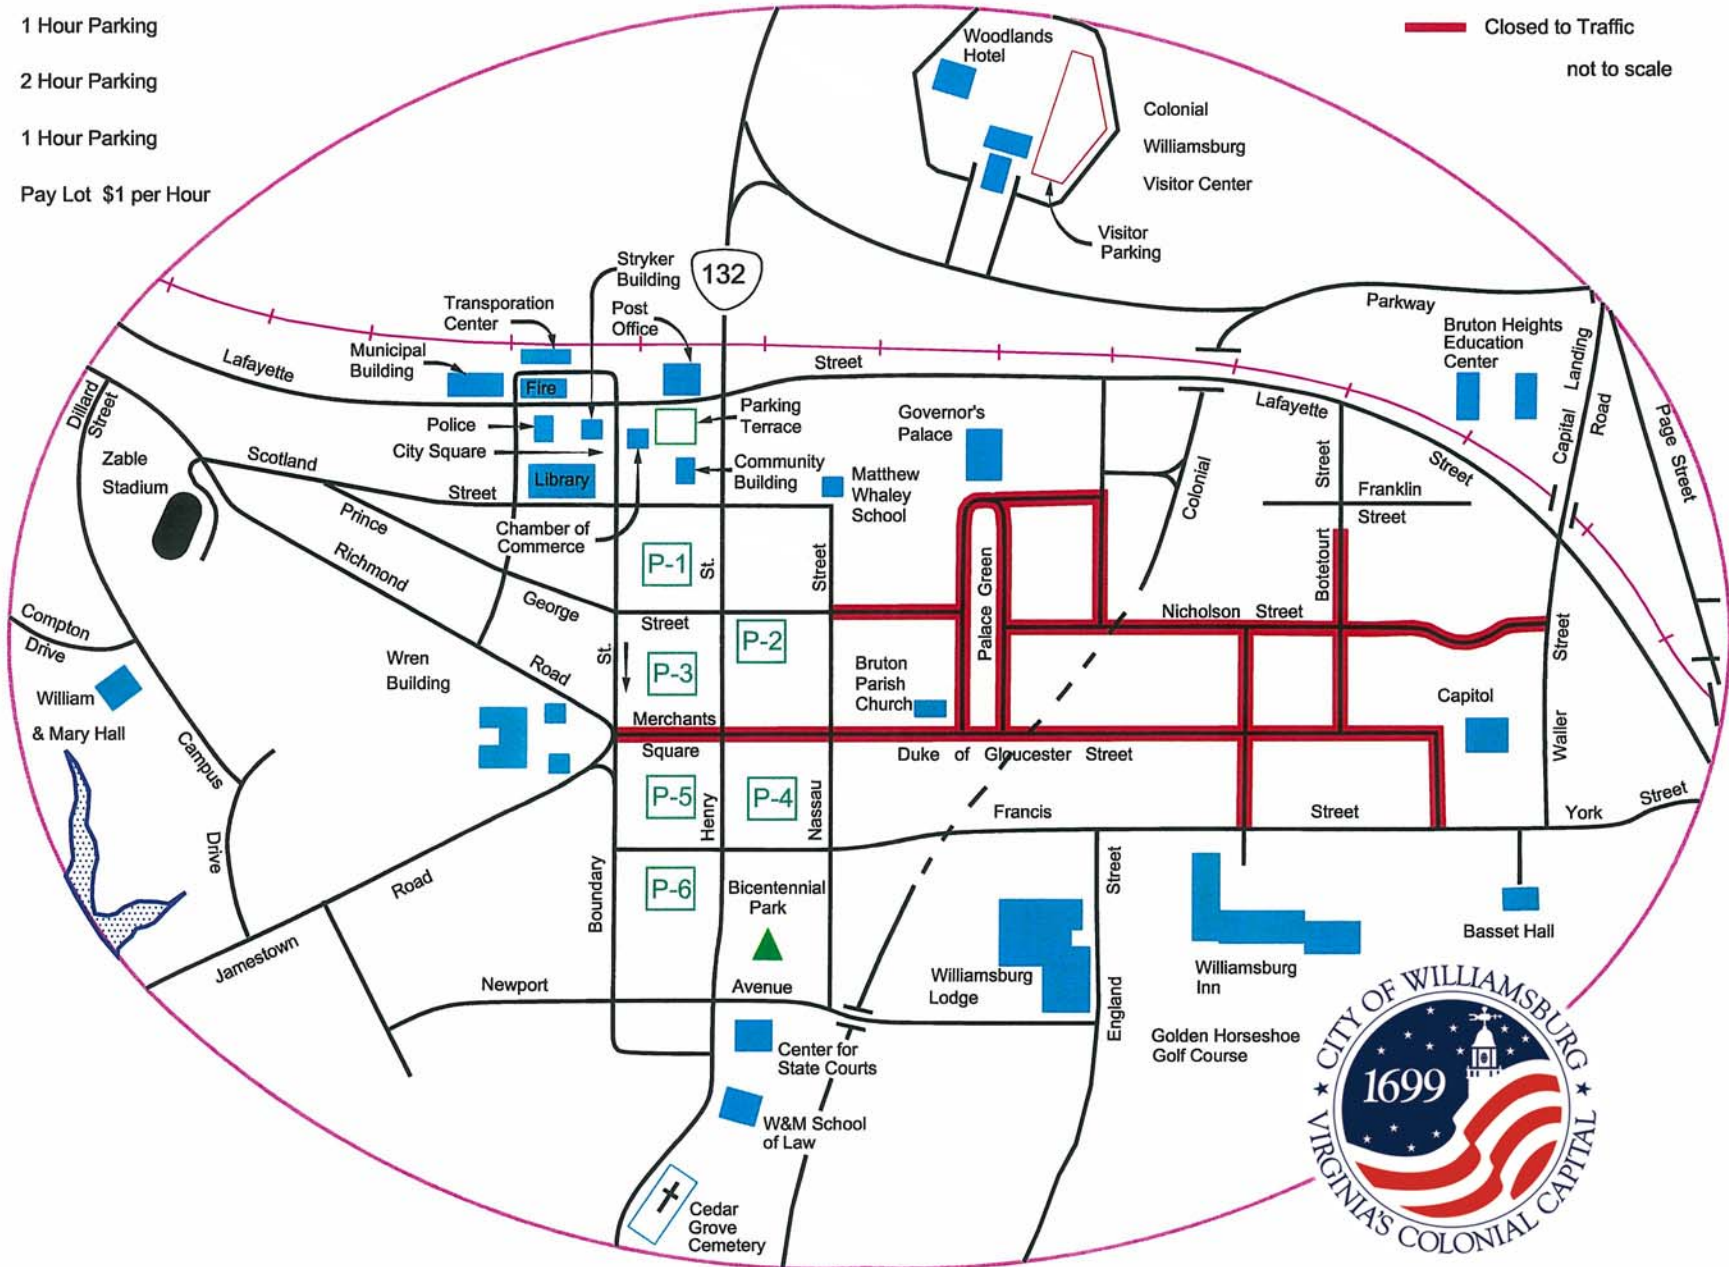 1 Hour Parking
2 Hour Parking
1 Hour Parking
Pay Lot $1 per Hour
Closed to Traffic
not to scale
Woodlands
Hotel
Colonial
Williamsburg
Visitor Center
Visitor
Parking
132
Stryker
Building
Transporation
Center
Post
Office
Municipal
Building
Fire
Police
City Square
Library
Parking
Terrace
Community
Building
Chamber of
Commerce
Matthew
Whaley
School
Governor's
Palace
Parkway
Bruton Heights
Education
Center
Capital Landing
Road
Page Street
Lafayette
Street
Lafayette
Street
Dillard
Street
Zable
Stadium
Scotland
Street
Prince
George
Street
Richmond
Road
Compton
Drive
William
& Mary Hall
Campus
Drive
Wren
Building
St.
St.
Street
P-1
P-2
P-3
P-4
P-5
P-6
Merchants
Square
Henry
Nassau
Boundary
Bruton
Parish
Church
Palace Green
Colonial
Franklin
Street
Street
Botetourt
Nicholson Street
Duke of Gloucester Street
Capitol
Street
Waller
Francis
Street
York
Street
Bicentennial
Park
Jamestown
Road
Newport
Avenue
Williamsburg
Lodge
Street
England
Williamsburg
Inn
Basset Hall
Golden Horseshoe
Golf Course
Center for
State Courts
W&M School
of Law
Cedar
Grove
Cemetery
CITY OF WILLIAMSBURG
1699
VIRGINIA'S COLONIAL CAPITAL